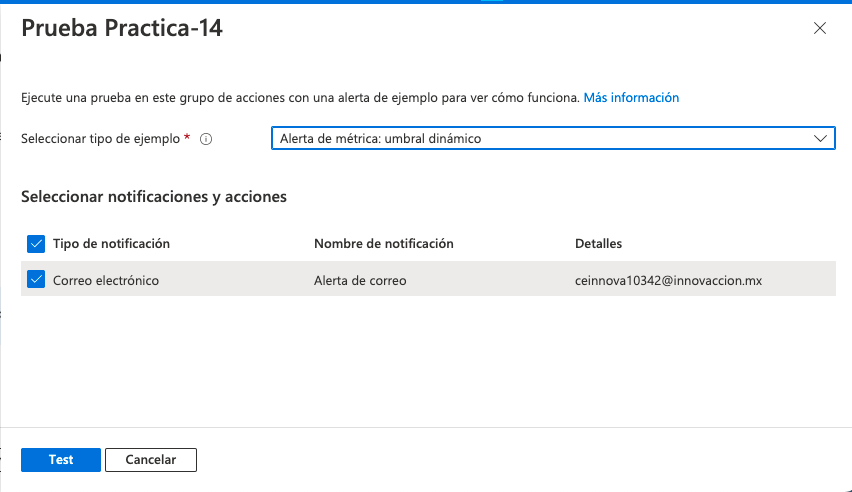 Prueba Practica-14
Ejecute una prueba en este grupo de acciones con una alerta de ejemplo para ver cómo funciona. Más información
Seleccionar tipo de ejemplo * Alerta de métrica: umbral dinámico
Seleccionar notificaciones y acciones
Tipo de notificación Nombre de notificación Detalles
Correo electrónico Alerta de correo ceinnova10342@innovaccion.mx
Test Cancelar